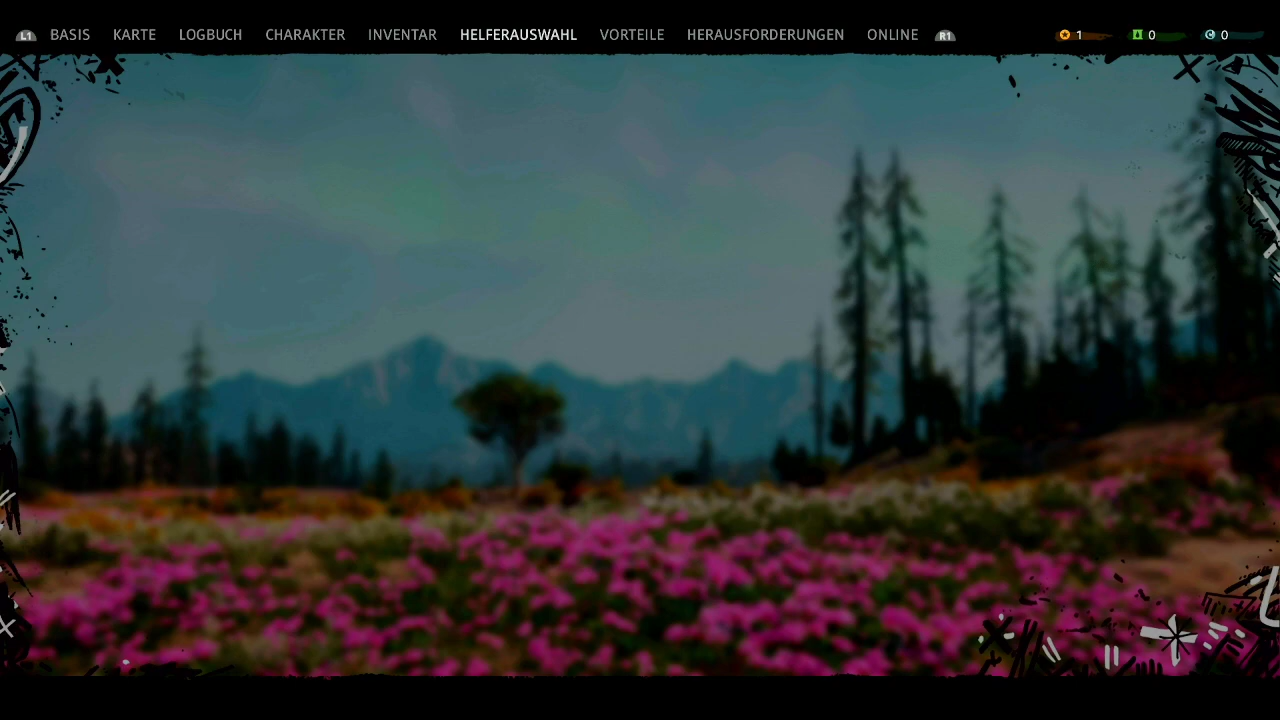 L1 BASIS KARTE LOGBUCH CHARAKTER INVENTAR HELFERAUSWAHL VORTEILE HERAUSFORDERUNGEN ONLINE R1 1 0 0